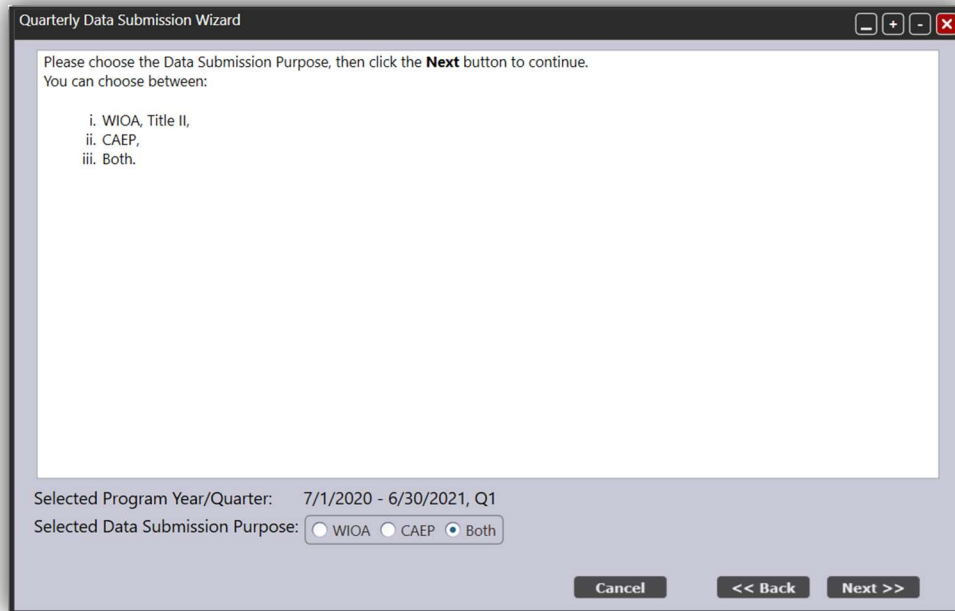 Quarterly Data Submission Wizard
Please choose the Data Submission Purpose, then click the Next button to continue.
You can choose between:
i. WIOA, Title II,
ii. CAEP,
iii. Both.
Selected Program Year/Quarter: 7/1/2020 - 6/30/2021, Q1
Selected Data Submission Purpose: WIOA CAEP Both
Cancel << Back Next >>